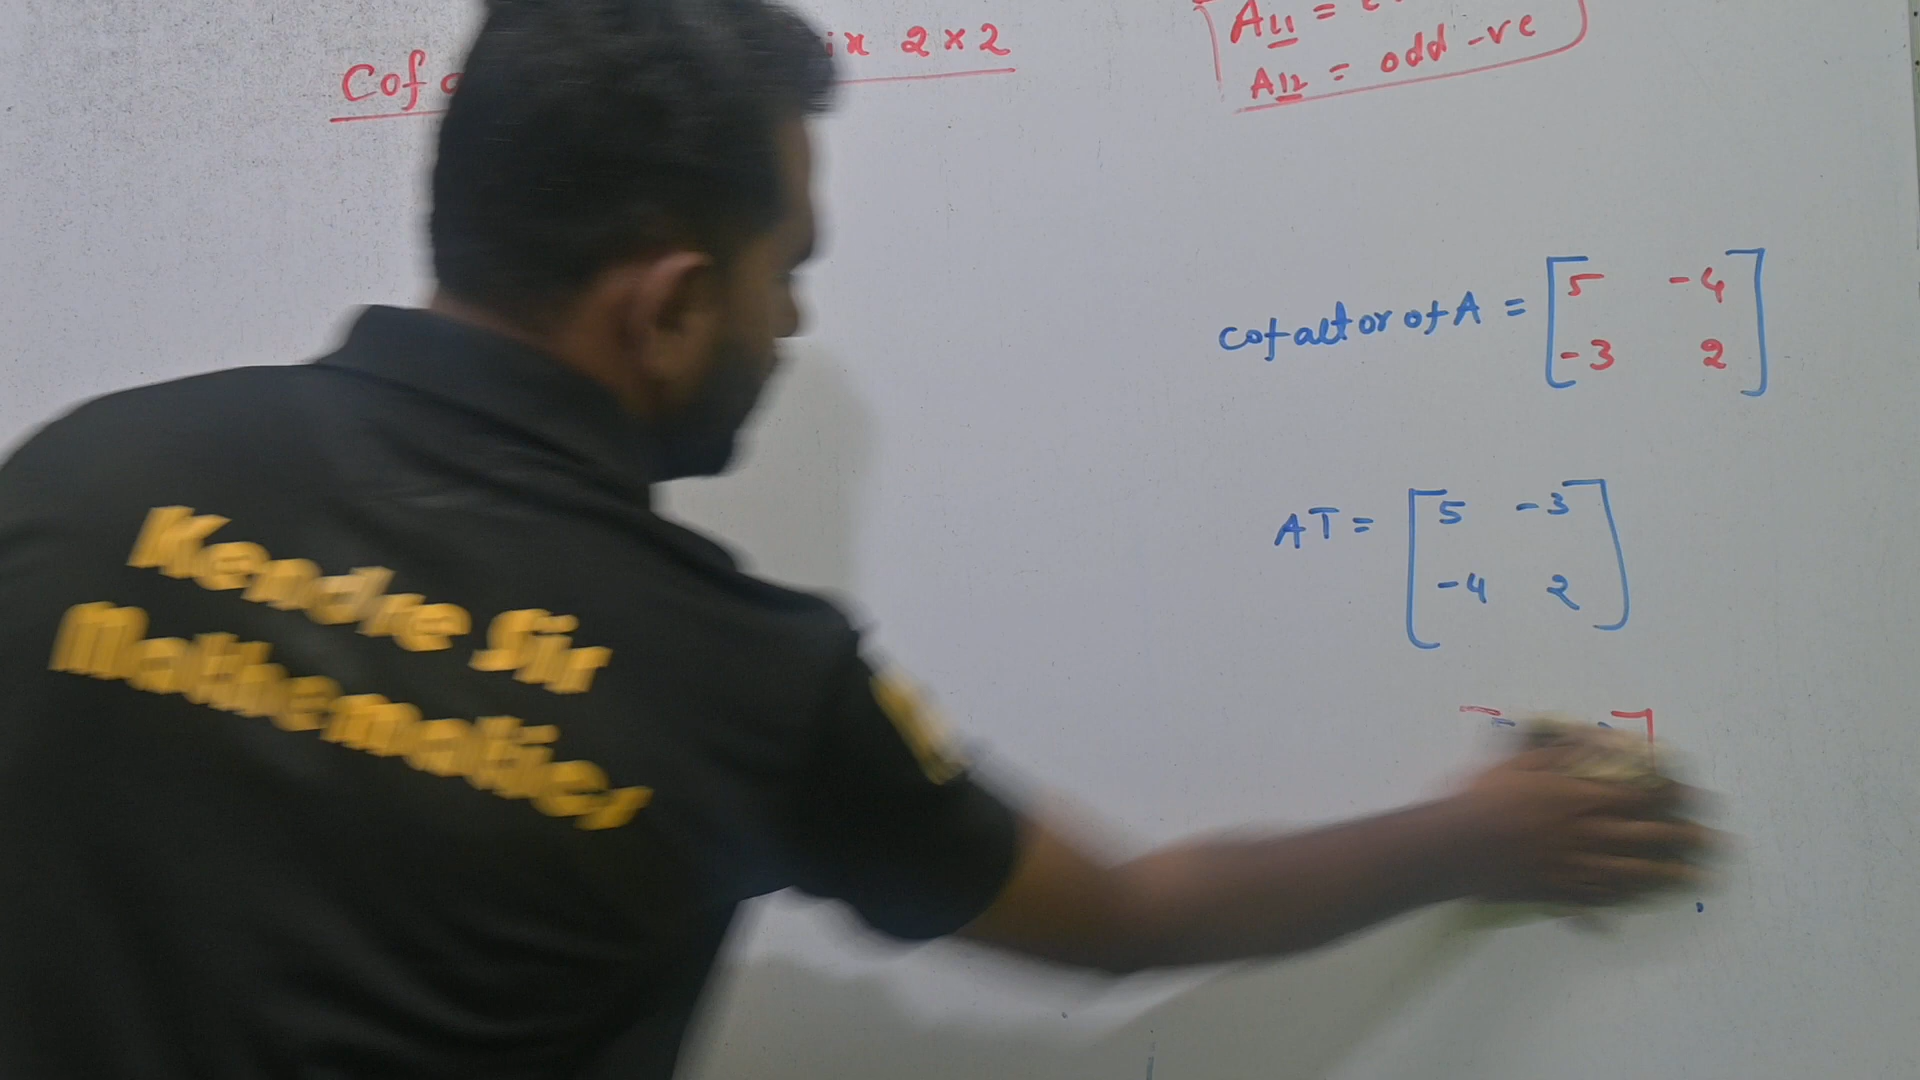 Cof ix 2×2
A11 =
A12 = odd -ve
cofactor of A = [5 -4
-3 2]
AT = [5 -3
-4 2]
Kendre Sir
Mathematics